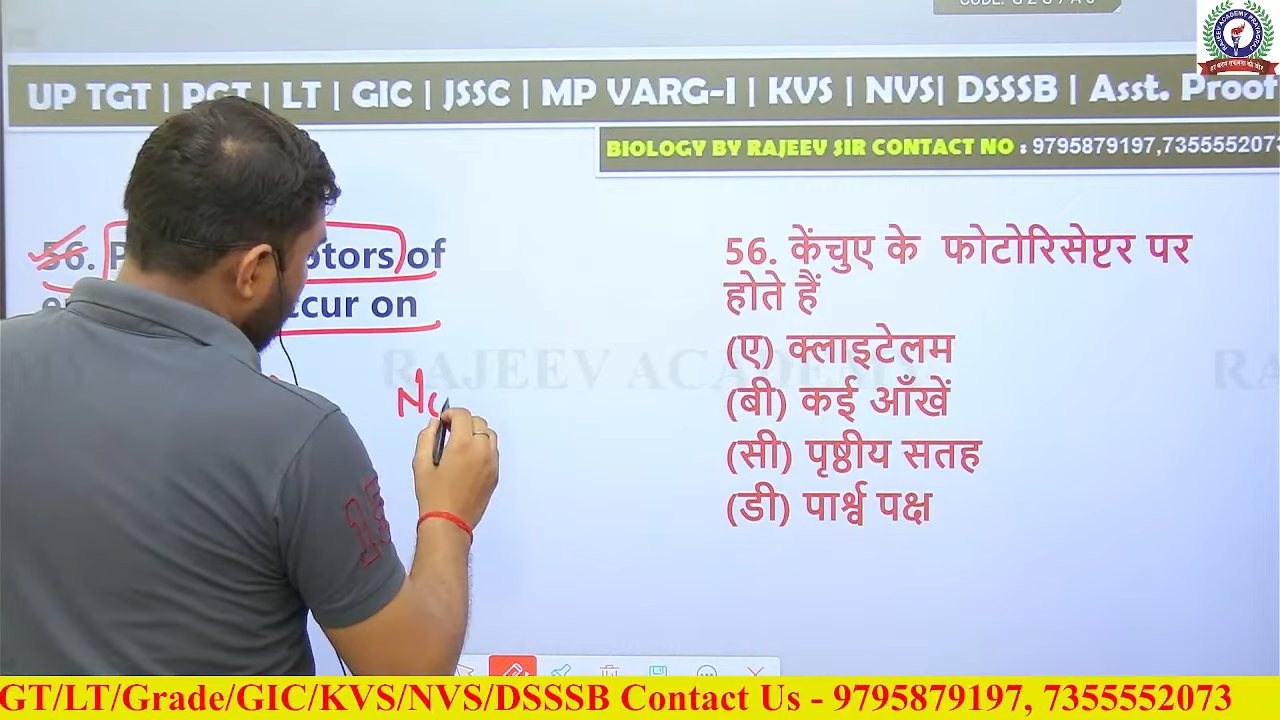 UP TGT | PGT | LT | GIC | JSSC | MP VARG-I | KVS | NVS| DSSSB | Asst. Proof
BIOLOGY BY RAJEEV SIR CONTACT NO : 9795879197,7355552073
56. of
occur on
56. केंचुए के फोटोरिसेप्टर पर
होते हैं
(ए) क्लाइटेलम
(बी) कई आँखें
(सी) पृष्ठीय सतह
(डी) पार्श्व पक्ष
RAJEEV ACADEMY
GT/LT/Grade/GIC/KVS/NVS/DSSSB Contact Us - 9795879197, 7355552073